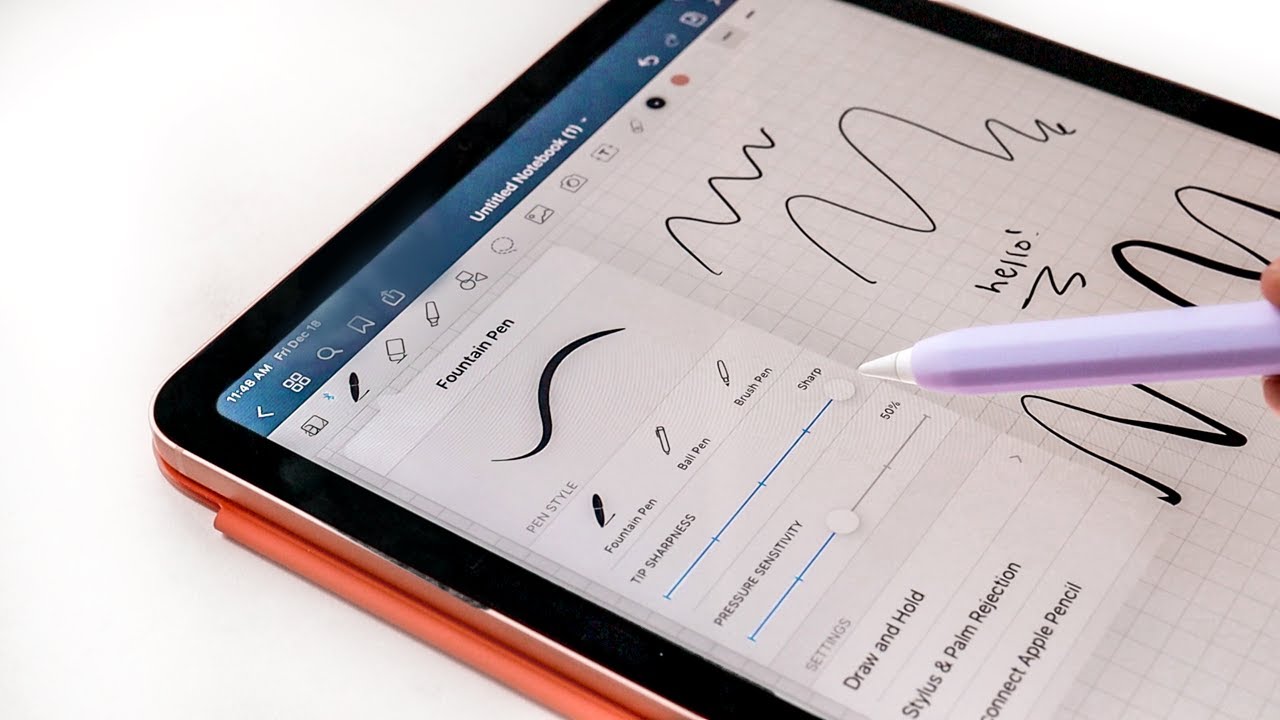 11:48 AM Fri Dec 18
Untitled Notebook (1)
Fountain Pen
PEN STYLE
Fountain Pen
Ball Pen
Brush Pen
TIP SHARPNESS
Sharp
PRESSURE SENSITIVITY
50%
SETTINGS
Draw and Hold
Stylus & Palm Rejection
onnect Apple Pencil
hello!